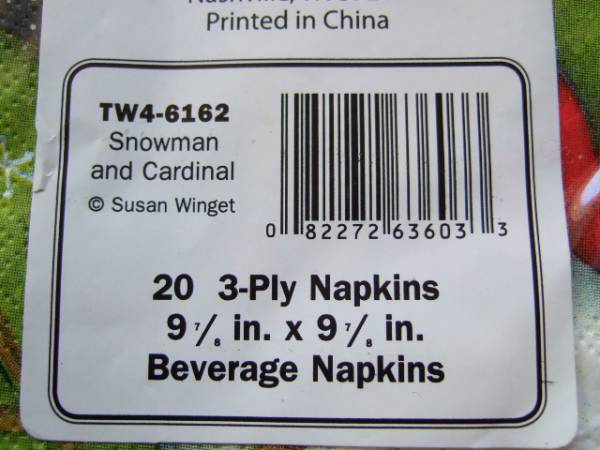 Nashville,
Printed in China
TW4-6162
Snowman
and Cardinal
© Susan Winget
0 82272 63603 3
20 3-Ply Napkins
9 7/8 in. x 9 7/8 in.
Beverage Napkins